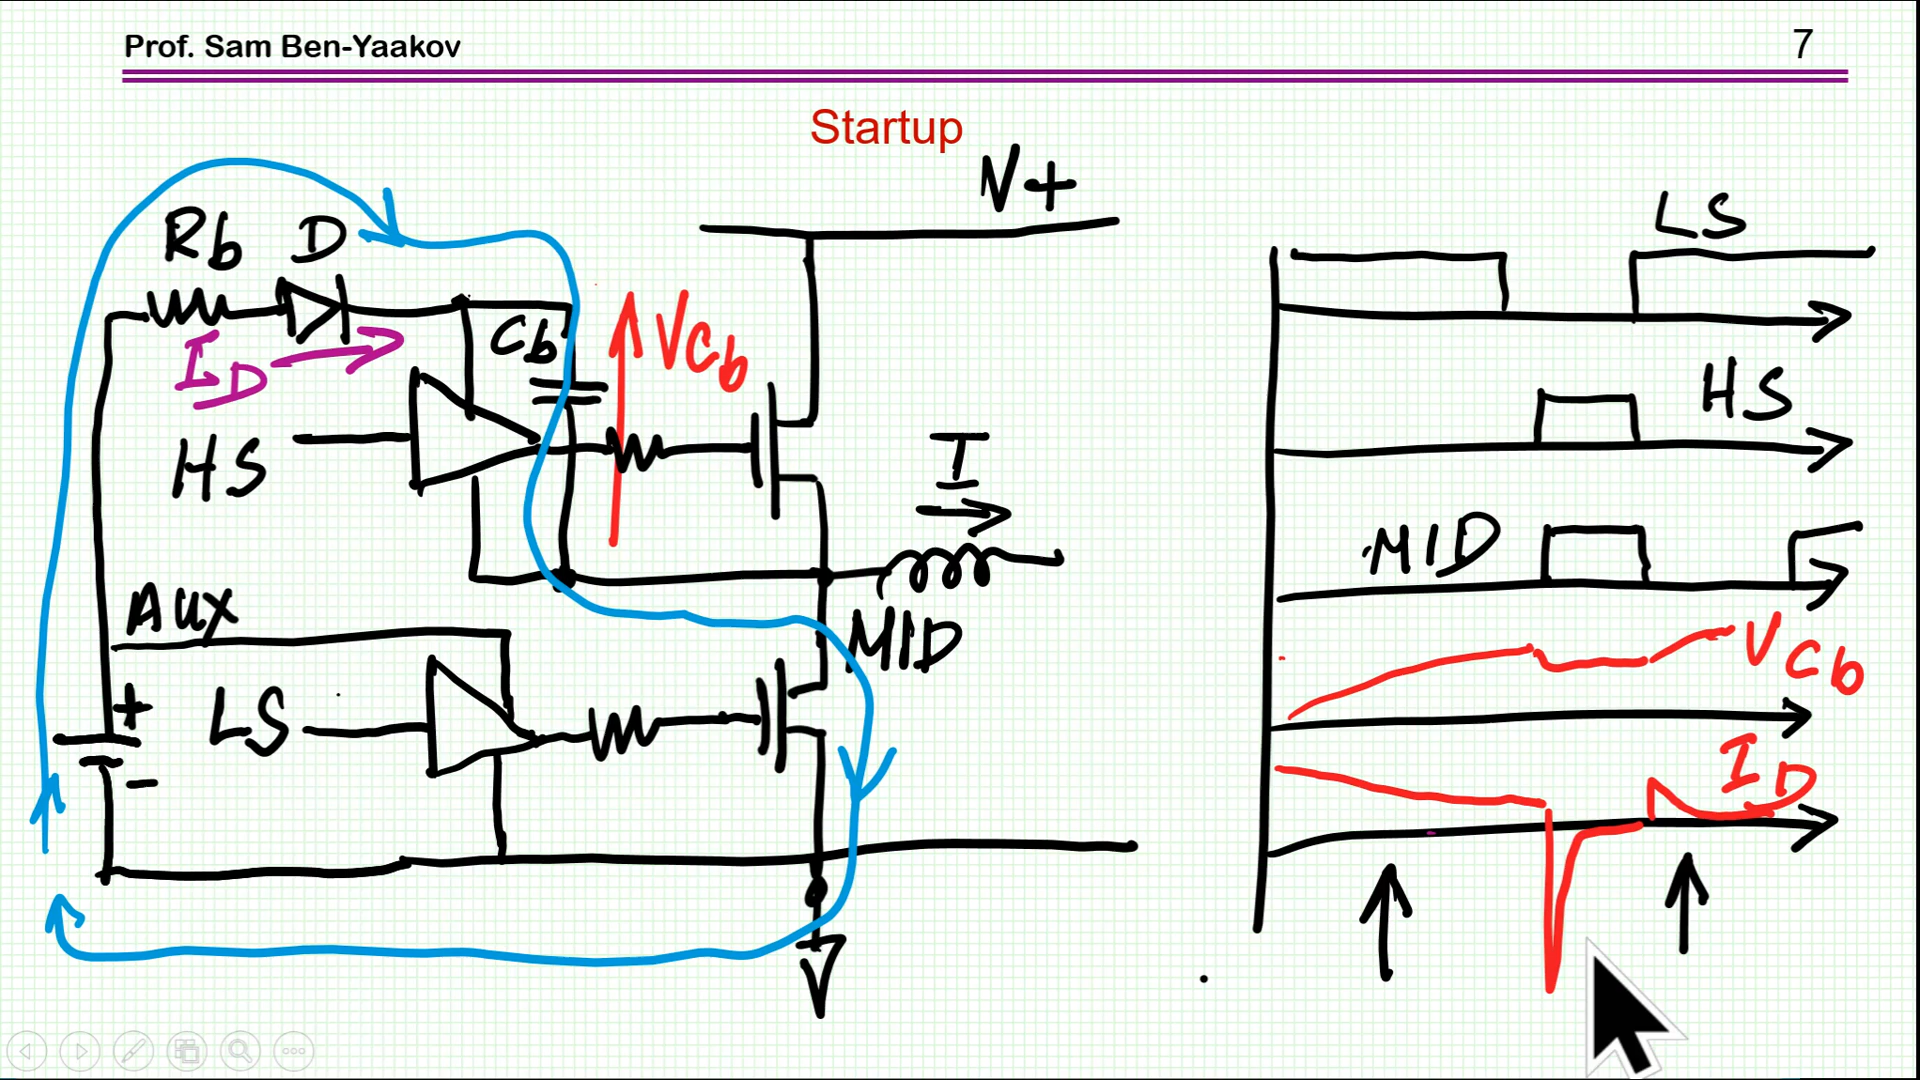 Prof. Sam Ben-Yaakov
7
Startup
V+
Rb D
LS
Cb
VCb
ID
HS
HS
I
MID
AUX
MID
+
LS
VCb
-
ID